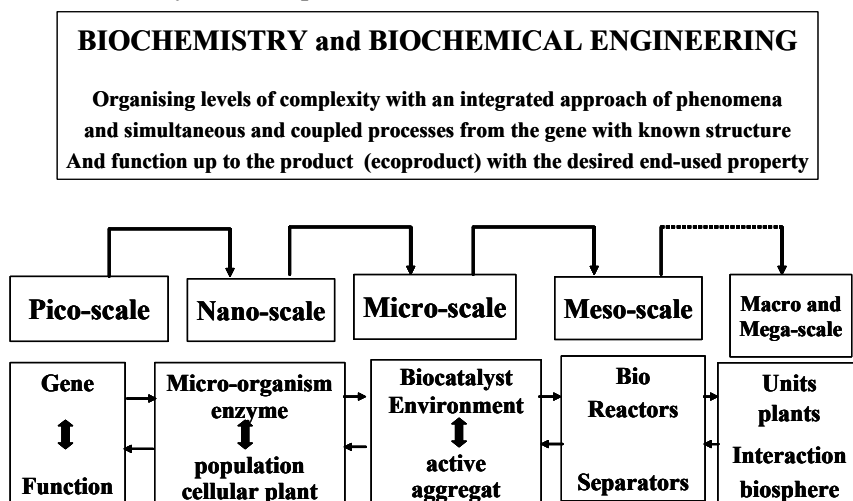 BIOCHEMISTRY and BIOCHEMICAL ENGINEERING
Organising levels of complexity with an integrated approach of phenomena
and simultaneous and coupled processes from the gene with known structure
And function up to the product (ecoproduct) with the desired end-used property
Pico-scale
Nano-scale
Micro-scale
Meso-scale
Macro and
Mega-scale
Gene
Function
Micro-organism
enzyme
population
cellular plant
Biocatalyst
Environment
active
aggregat
Bio
Reactors
Separators
Units
plants
Interaction
biosphere